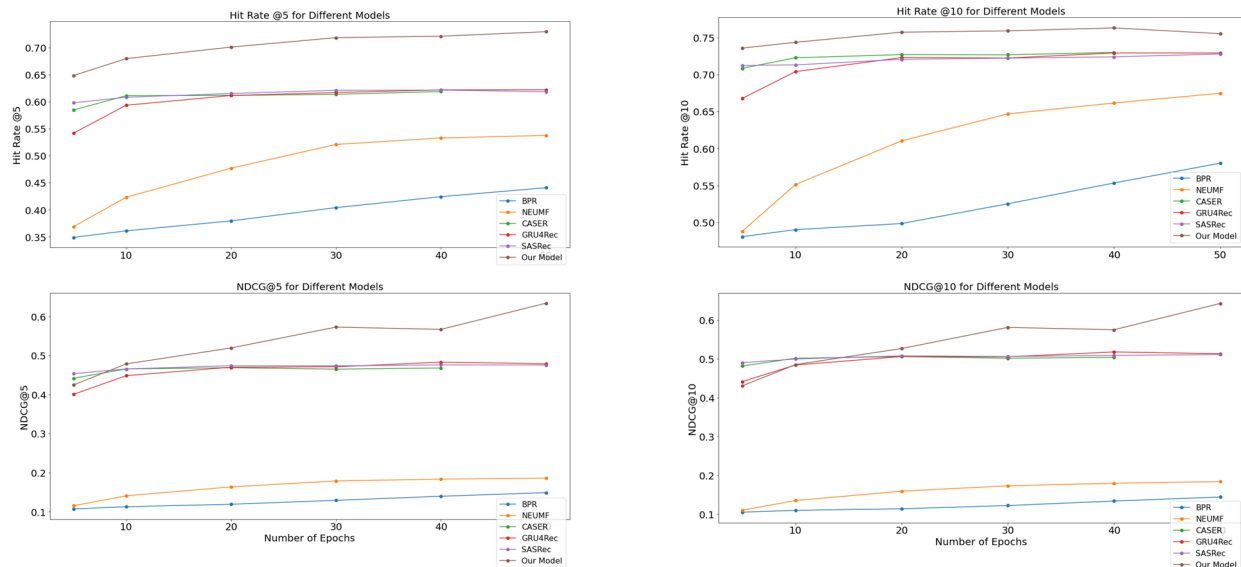 Hit Rate @5 for Different Models
Hit Rate @5
0.70
0.65
0.60
0.55
0.50
0.45
0.40
0.35
10
20
30
40
BPR
NEUMF
CASER
GRU4Rec
SASRec
Our Model
Hit Rate @10 for Different Models
Hit Rate @10
0.75
0.70
0.65
0.60
0.55
0.50
10
20
30
40
50
BPR
NEUMF
CASER
GRU4Rec
SASRec
Our Model
NDCG@5 for Different Models
NDCG@5
0.6
0.5
0.4
0.3
0.2
0.1
10
20
30
40
Number of Epochs
BPR
NEUMF
CASER
GRU4Rec
SASRec
Our Model
NDCG@10 for Different Models
NDCG@10
0.6
0.5
0.4
0.3
0.2
0.1
10
20
30
40
Number of Epochs
BPR
NEUMF
CASER
GRU4Rec
SASRec
Our Model